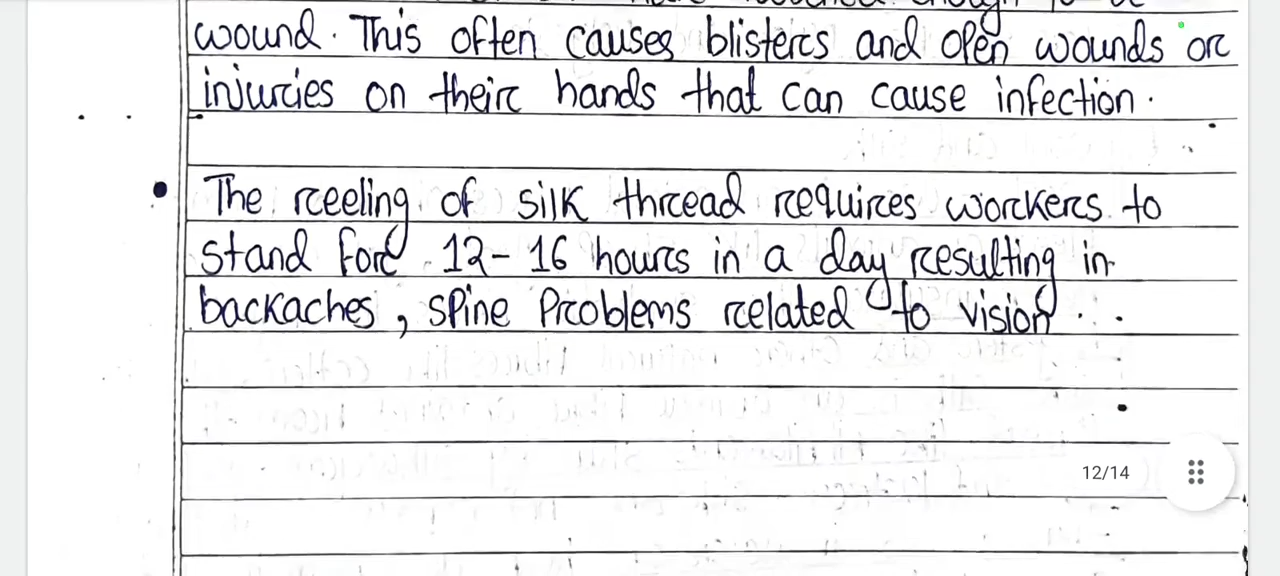 wound. This often causes blisters and open wounds or
injuries on their hands that can cause infection.
• The reeling of silk thread requires workers to
stand for 12-16 hours in a day resulting in
backaches, spine problems related to vision.
12/14